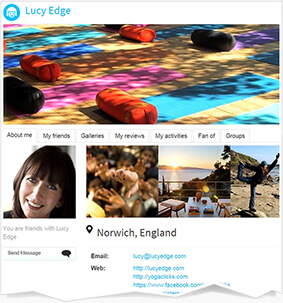 Lucy Edge
About me My friends Galleries My reviews My activities Fan of Groups
You are friends with Lucy
Edge
Send Message
Norwich, England
Email: lucy@lucyedge.com
Web: http://lucyedge.com
http://yogaclicks.com
https://www.facebook.com/